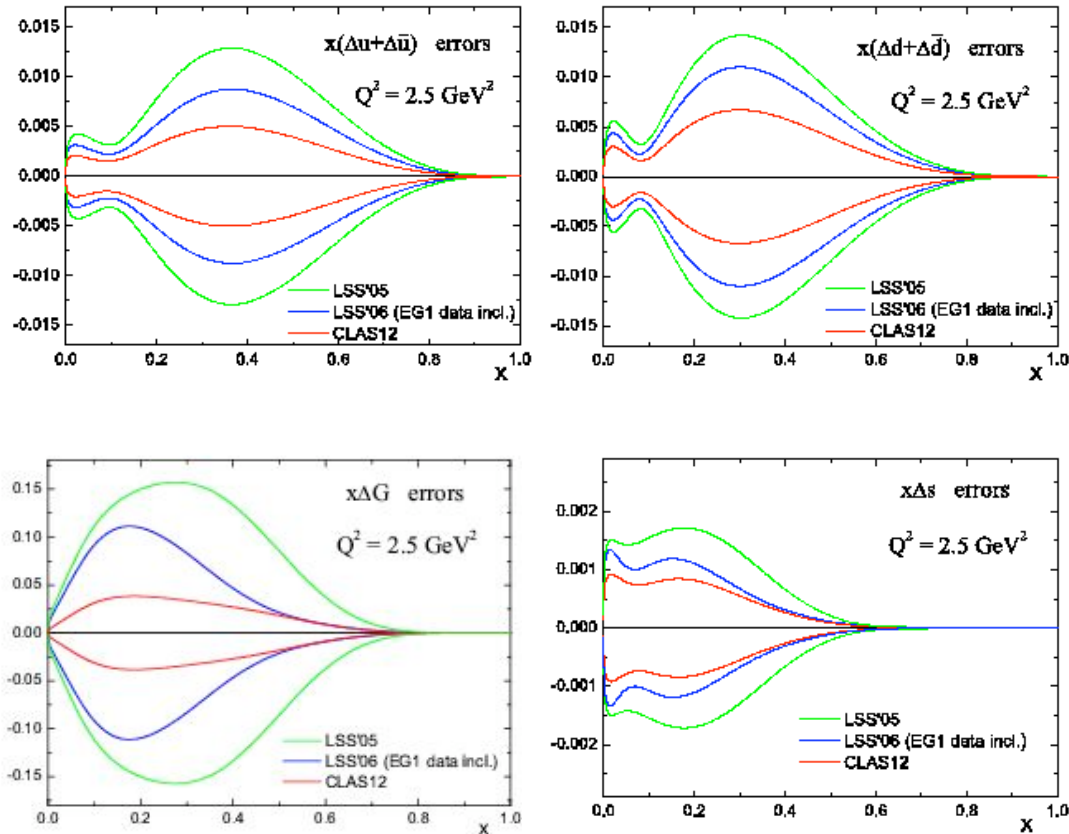 x(Δu+Δū) errors
Q² = 2.5 GeV²
0.015
0.010
0.005
0.000
-0.005
-0.010
-0.015
LSS'05
LSS'06 (EG1 data incl.)
CLAS12
0.0 0.2 0.4 0.6 0.8 1.0
X
x(Δd+Δd̄) errors
Q² = 2.5 GeV²
0.015
0.010
0.005
0.000
-0.005
-0.010
-0.015
LSS'05
LSS'06 (EG1 data incl.)
CLAS12
0.0 0.2 0.4 0.6 0.8 1.0
X
xΔG errors
Q² = 2.5 GeV²
0.15
0.10
0.05
0.00
-0.05
-0.10
-0.15
LSS'05
LSS'06 (EG1 data incl.)
CLAS12
0.0 0.2 0.4 0.6 0.8 1.0
X
xΔs errors
Q² = 2.5 GeV²
0.002
0.001
0.000
-0.001
-0.002
LSS'05
LSS'06 (EG1 data incl.)
CLAS12
0.0 0.2 0.4 0.6 0.8 1.0
X